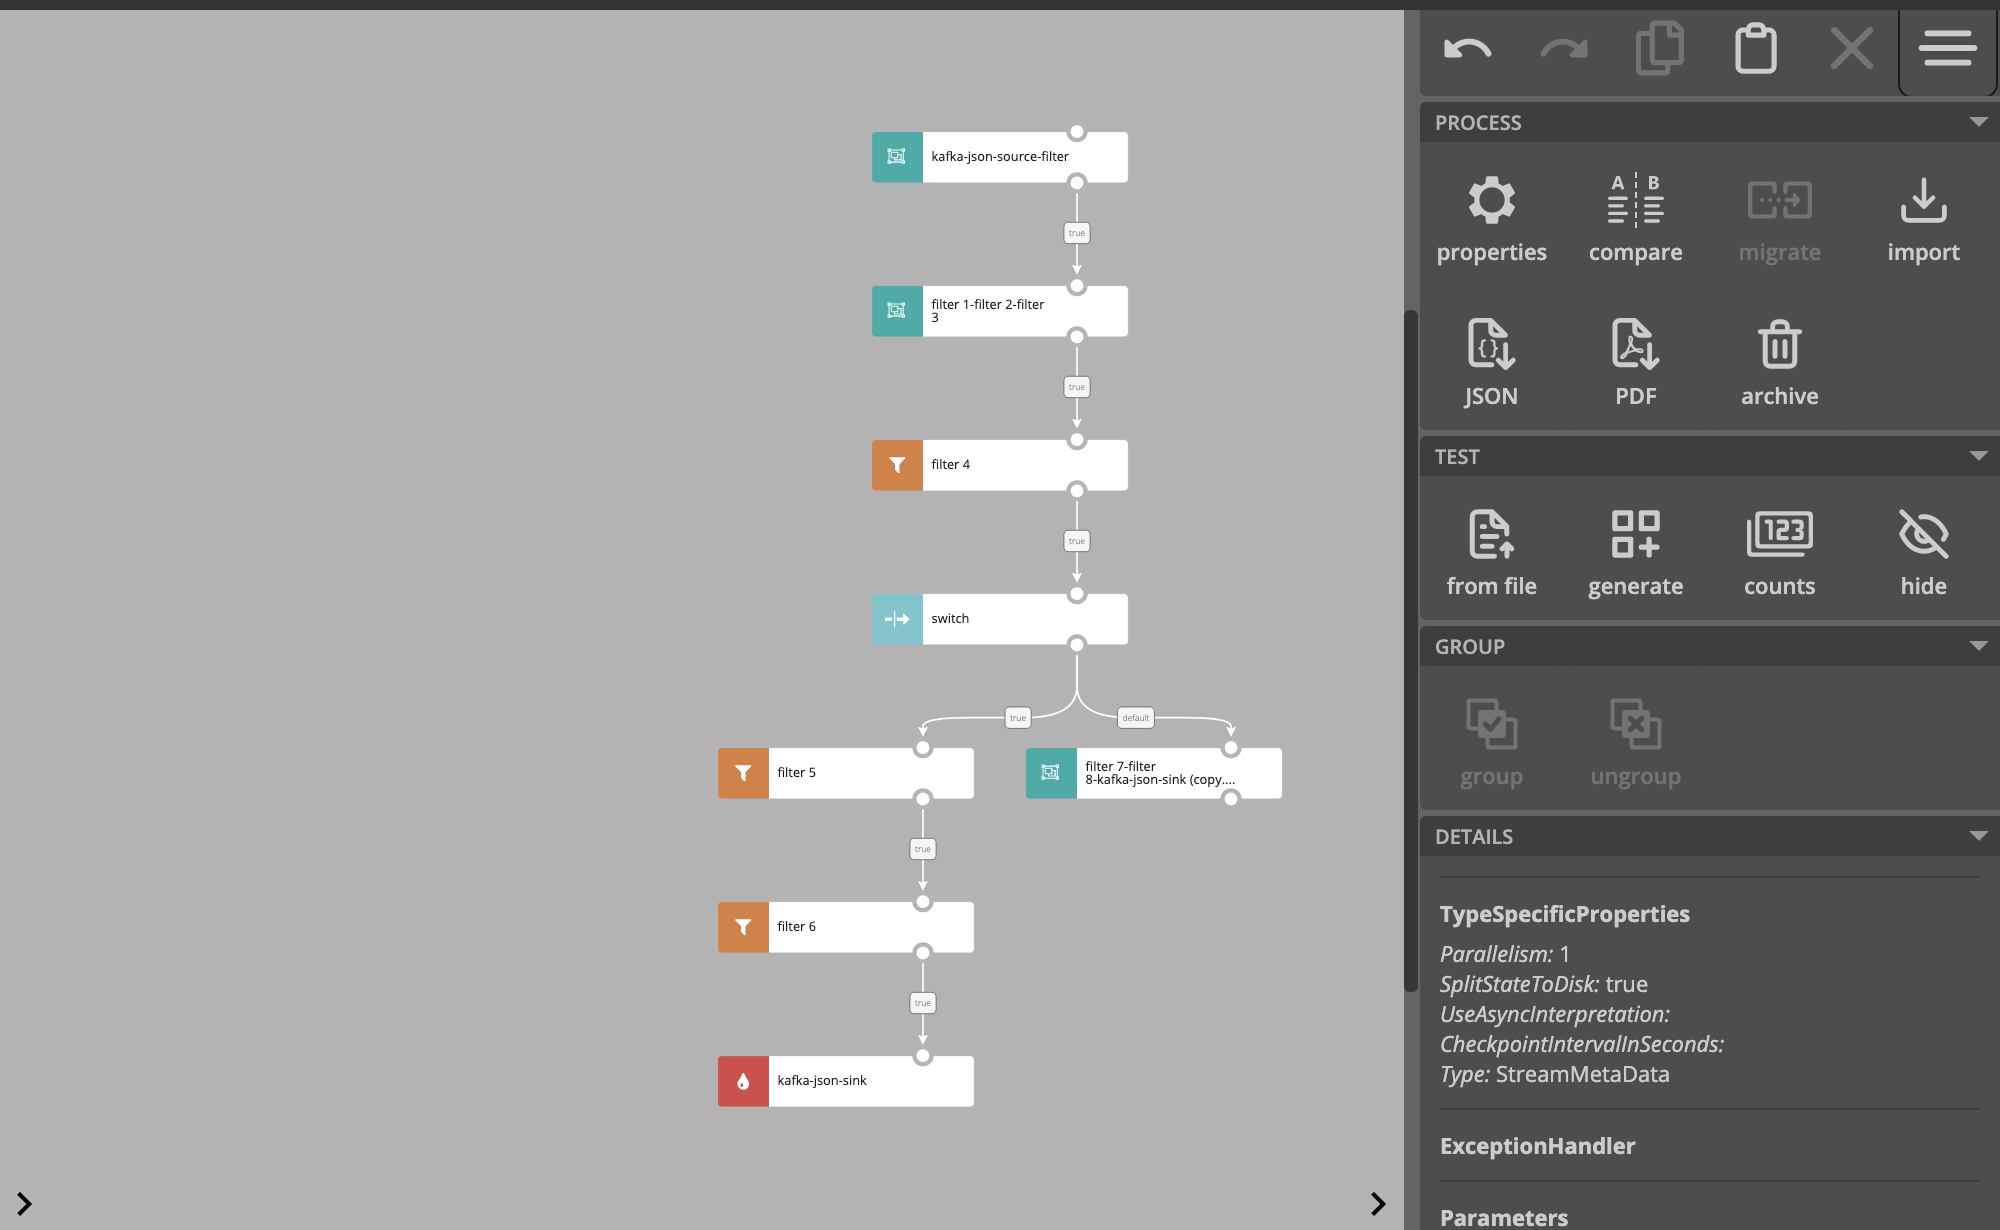 kafka-json-source-filter
true
filter 1-filter 2-filter
3
true
filter 4
true
switch
true
default
filter 5
filter 7-filter
8-kafka-json-sink (copy....
true
filter 6
true
kafka-json-sink
PROCESS
A B
properties
compare
migrate
import
{}
JSON
PDF
archive
TEST
123
from file
generate
counts
hide
GROUP
group
ungroup
DETAILS
TypeSpecificProperties
Parallelism: 1
SplitStateToDisk: true
UseAsyncInterpretation:
CheckpointIntervalInSeconds:
Type: StreamMetaData
ExceptionHandler
Parameters